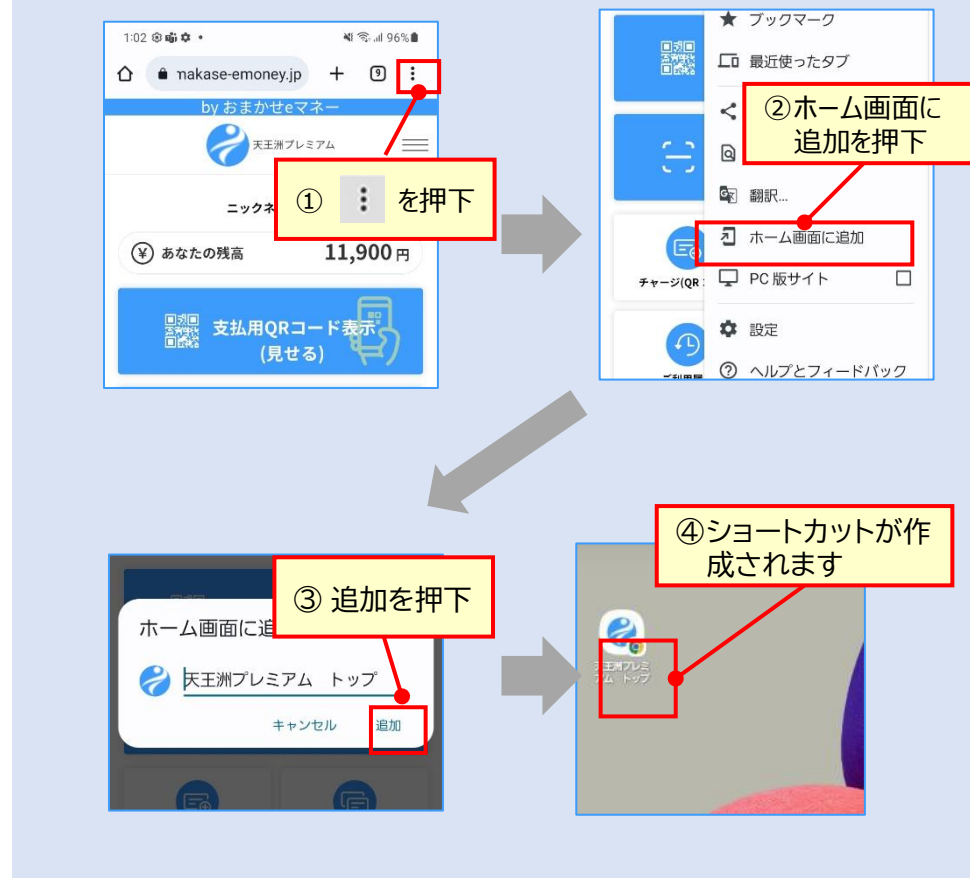 1:02
96%
nakase-emoney.jp
9
by おまかせeマネー
天王洲プレミアム
ニックネ
① ⋮ を押下
あなたの残高
11,900 円
支払用QRコード表示
(見せる)
ブックマーク
最近使ったタブ
②ホーム画面に
追加を押下
翻訳...
ホーム画面に追加
チャージ(QR
PC 版サイト
設定
ヘルプとフィードバック
③ 追加を押下
ホーム画面に追
天王洲プレミアム トップ
キャンセル
追加
④ショートカットが作
成されます
天王洲プレミ
アム トップ